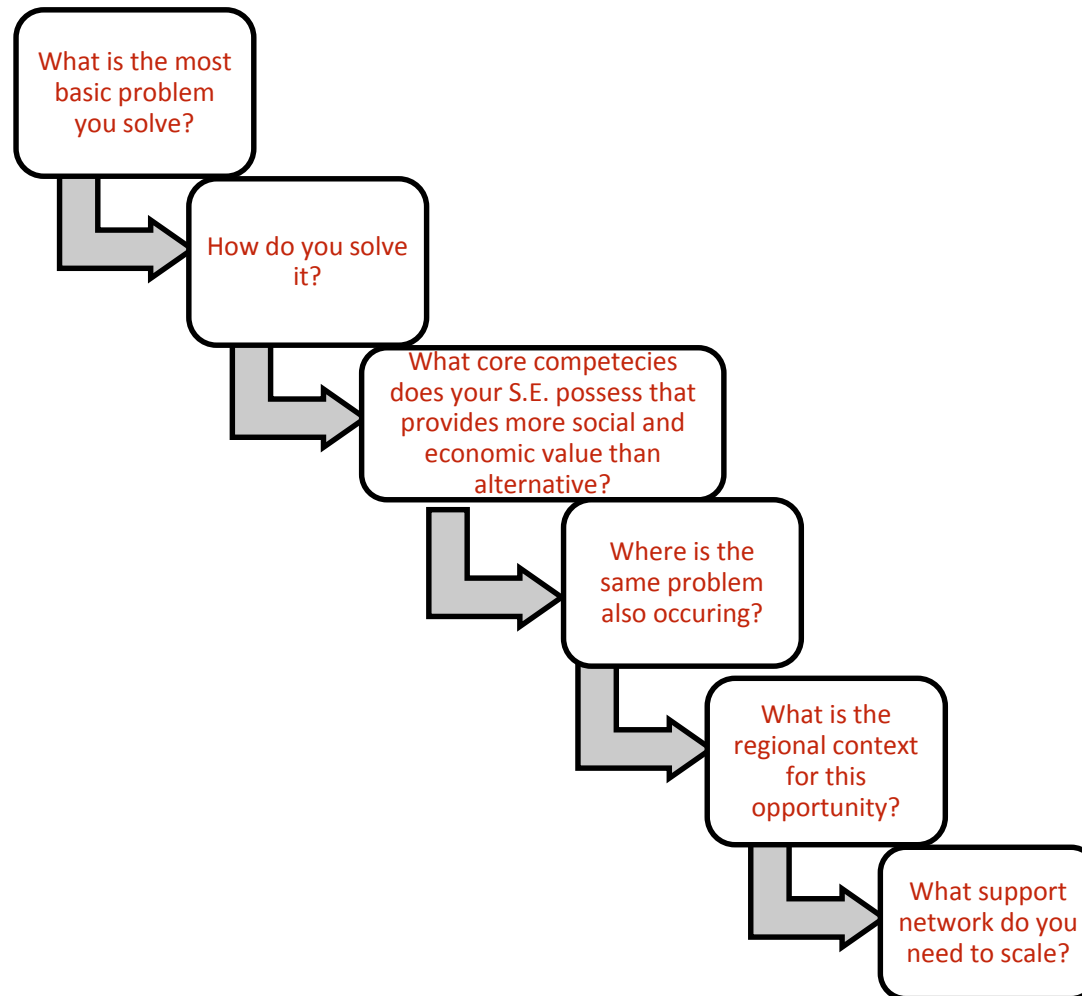 What is the most
basic problem
you solve?
How do you solve
it?
What core competecies
does your S.E. possess that
provides more social and
economic value than
alternative?
Where is the
same problem
also occuring?
What is the
regional context
for this
opportunity?
What support
network do you
need to scale?